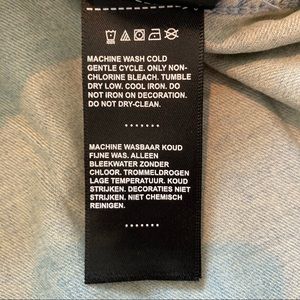 MACHINE WASH COLD
GENTLE CYCLE. ONLY NON-
CHLORINE BLEACH. TUMBLE
DRY LOW. COOL IRON. DO
NOT IRON ON DECORATION.
DO NOT DRY-CLEAN.
MACHINE WASBAAR KOUD
FIJNE WAS. ALLEEN
BLEEKWATER ZONDER
CHLOOR. TROMMELDROGEN
LAGE TEMPERATUUR. KOUD
STRIJKEN. DECORATIES NIET
STRIJKEN. NIET CHEMISCH
REINIGEN.